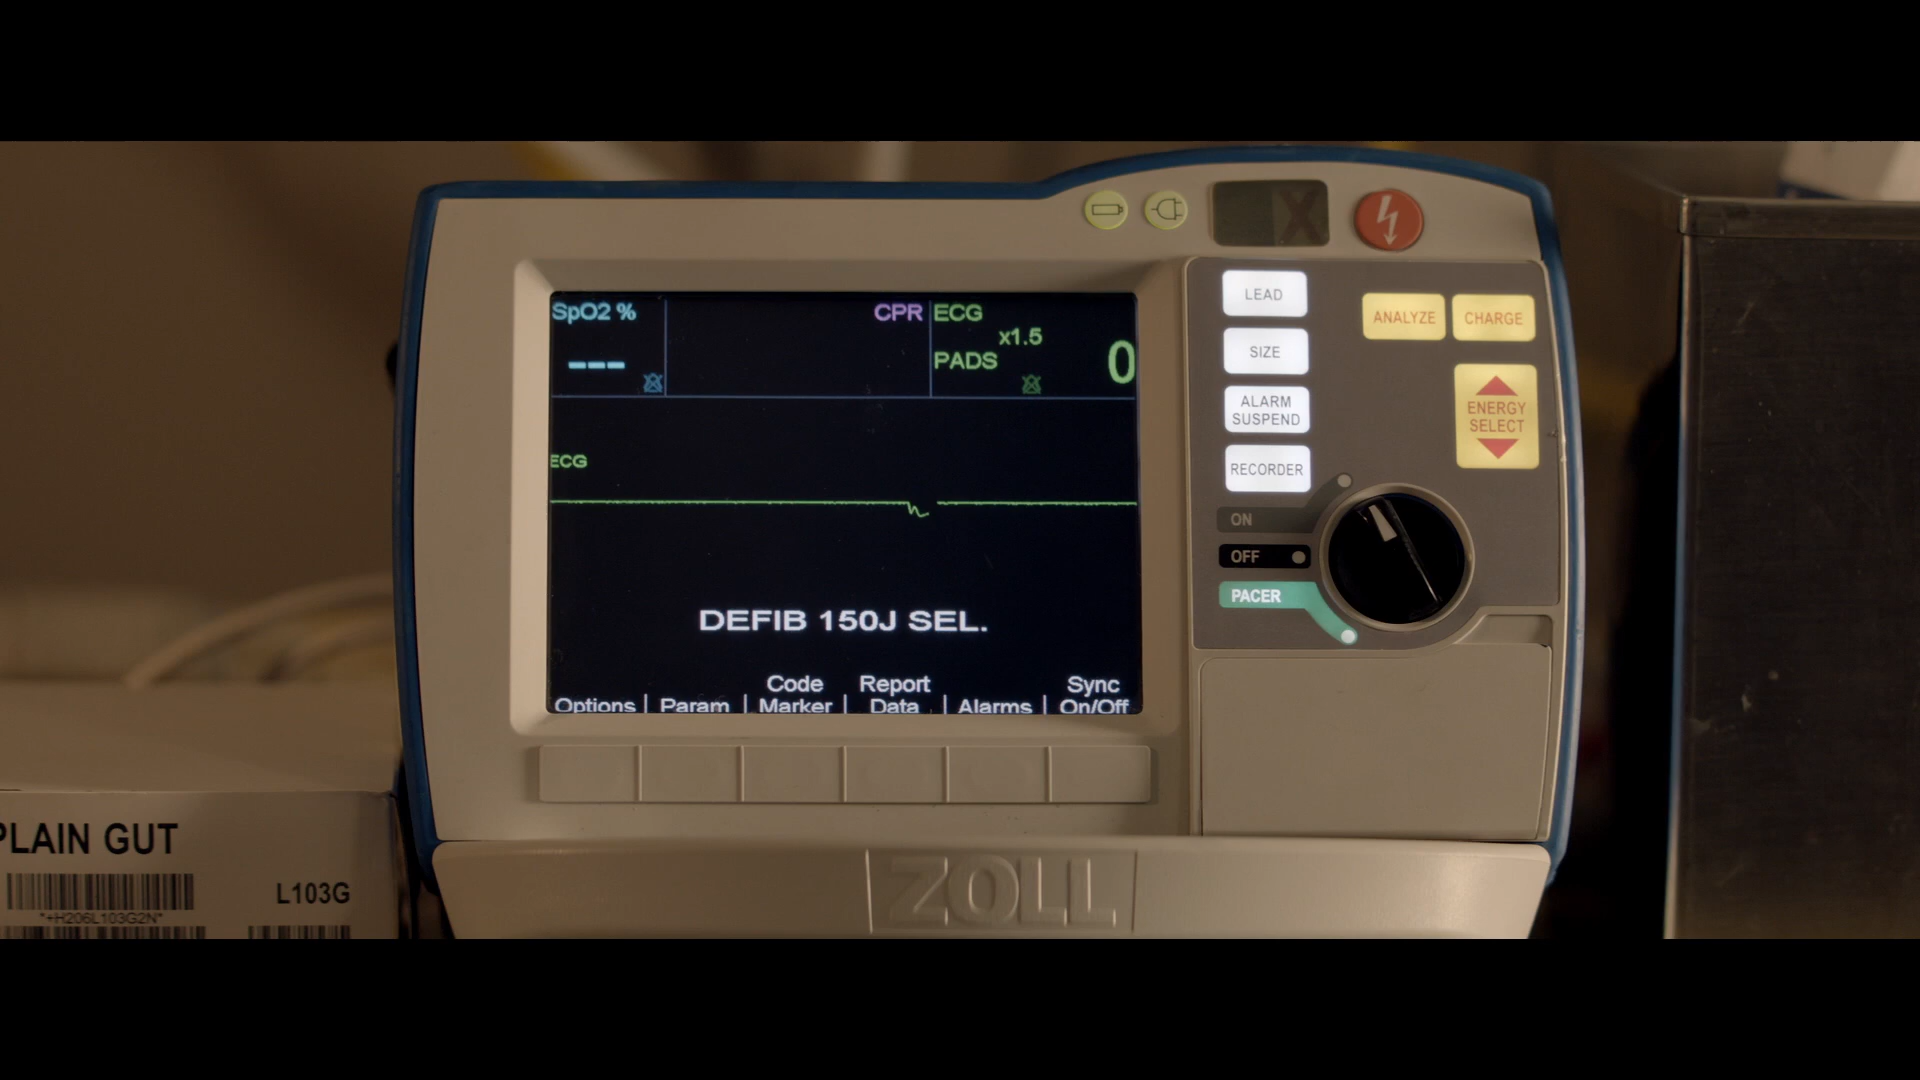 SpO2 %
---
CPR
ECG
x1.5
PADS
0
ECG
DEFIB 150J SEL.
Options
Param
Code
Marker
Report
Data
Alarms
Sync
On/Off
LEAD
SIZE
ALARM
SUSPEND
RECORDER
ANALYZE
CHARGE
ENERGY
SELECT
ON
OFF
PACER
X
ZOLL
PLAIN GUT
L103G
*+H206L103G2N*